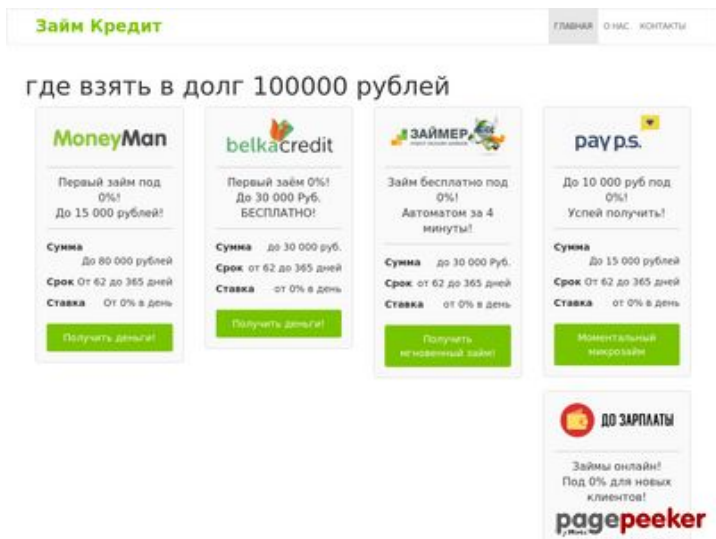 Займ Кредит
ГЛАВНАЯ О НАС. КОНТАКТЫ
где взять в долг 100000 рублей
MoneyMan
Первый займ под
0%!
До 15 000 рублей!
Сумма
До 80 000 рублей
Срок От 62 до 365 дней
Ставка От 0% в день
Получить деньги!
belkacredit
Первый заём 0%!
До 30 000 Руб.
БЕСПЛАТНО!
Сумма до 30 000 руб.
Срок от 62 до 365 дней
Ставка от 0% в день
Получить деньги!
ЗАЙМЕР
Займ бесплатно под
0%!
Автоматом за 4
минуты!
Сумма до 30 000 Руб.
Срок от 62 до 365 дней
Ставка от 0% в день
Получить
мгновенный займ!
pay p.s.
До 10 000 руб под
0%!
Успей получить!
Сумма
До 15 000 рублей
Срок От 62 до 365 дней
Ставка от 0% в день
Моментальный
микрозайм
ДО ЗАРПЛАТЫ
Займы онлайн!
Под 0% для новых
клиентов!
pagepeeker